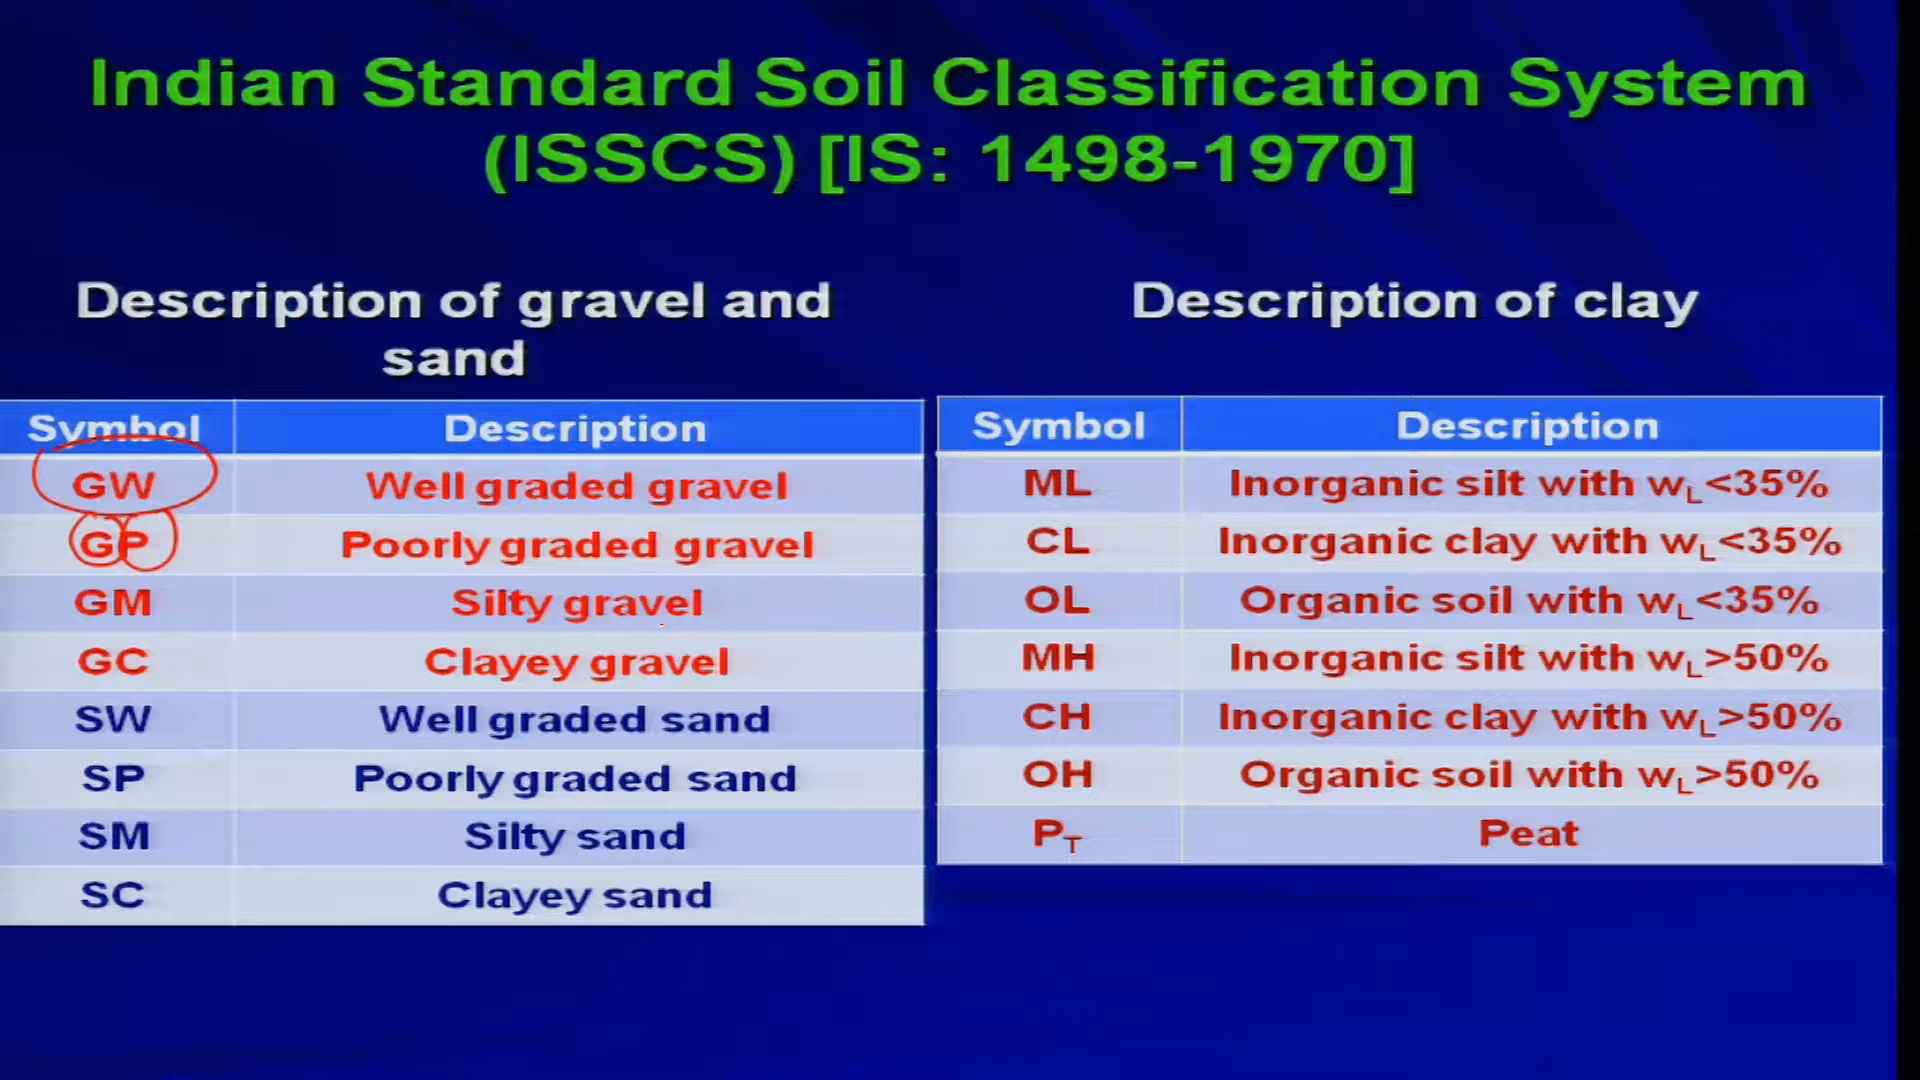 Indian Standard Soil Classification System
(ISSCS) [IS: 1498-1970]
Description of gravel and
sand
Symbol Description
GW Well graded gravel
GP Poorly graded gravel
GM Silty gravel
GC Clayey gravel
SW Well graded sand
SP Poorly graded sand
SM Silty sand
SC Clayey sand
Description of clay
Symbol Description
ML Inorganic silt with wL<35%
CL Inorganic clay with wL<35%
OL Organic soil with wL<35%
MH Inorganic silt with wL>50%
CH Inorganic clay with wL>50%
OH Organic soil with wL>50%
PT Peat